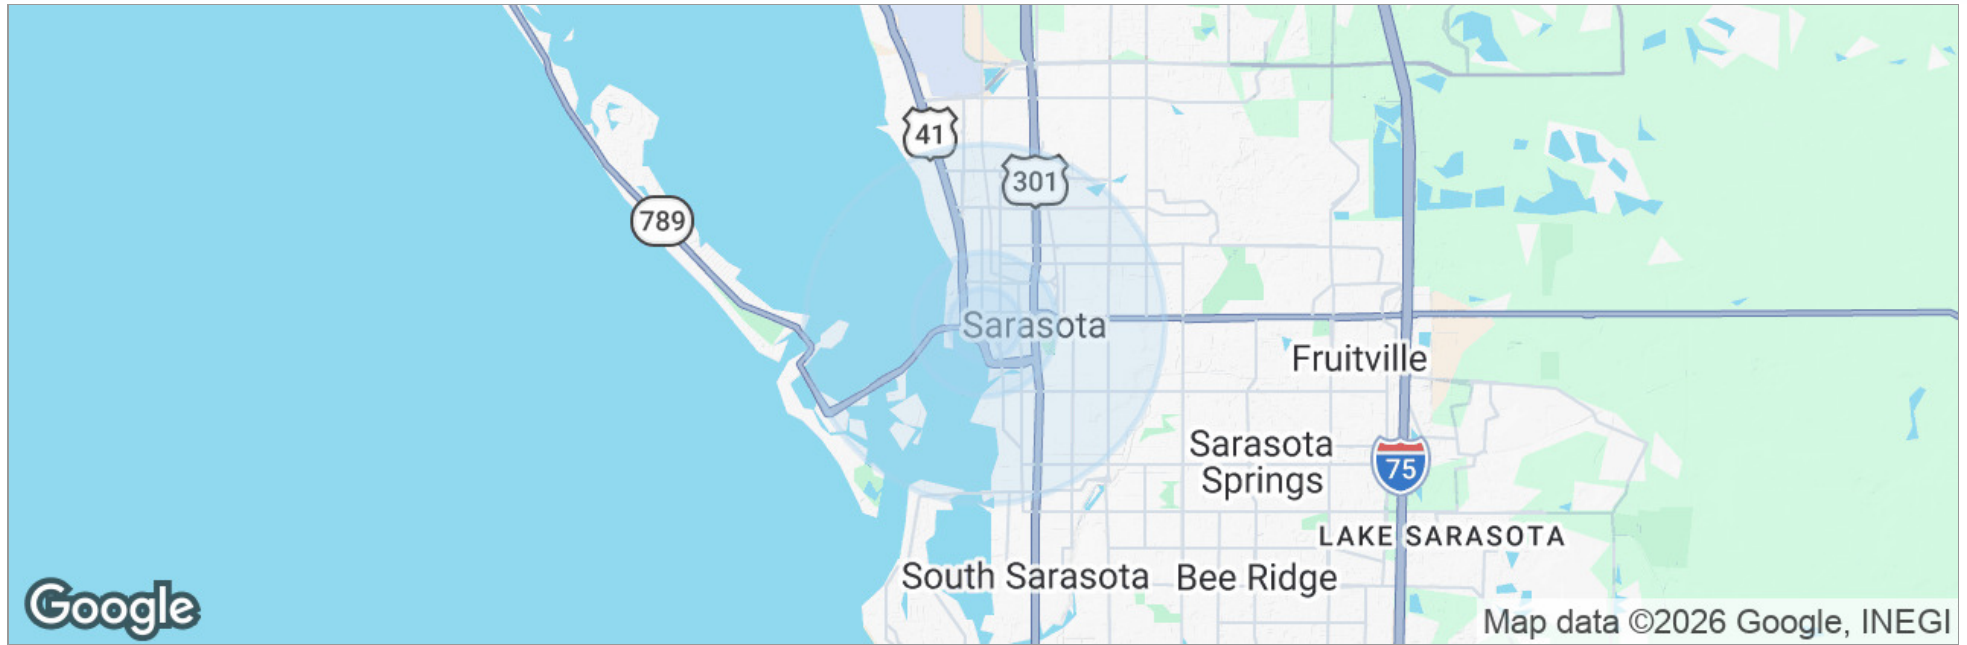 41
301
789
Sarasota
Fruitville
Sarasota
Springs
75
LAKE SARASOTA
South Sarasota
Bee Ridge
Google
Map data ©2026 Google, INEGI